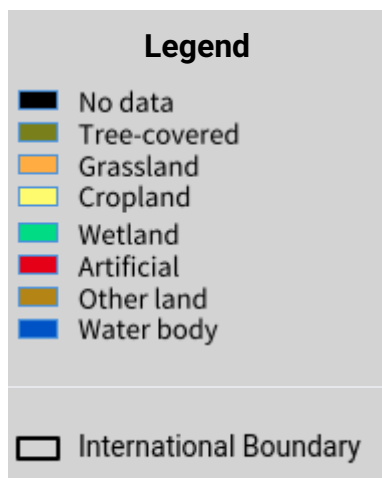 Legend
No data
Tree-covered
Grassland
Cropland
Wetland
Artificial
Other land
Water body
International Boundary